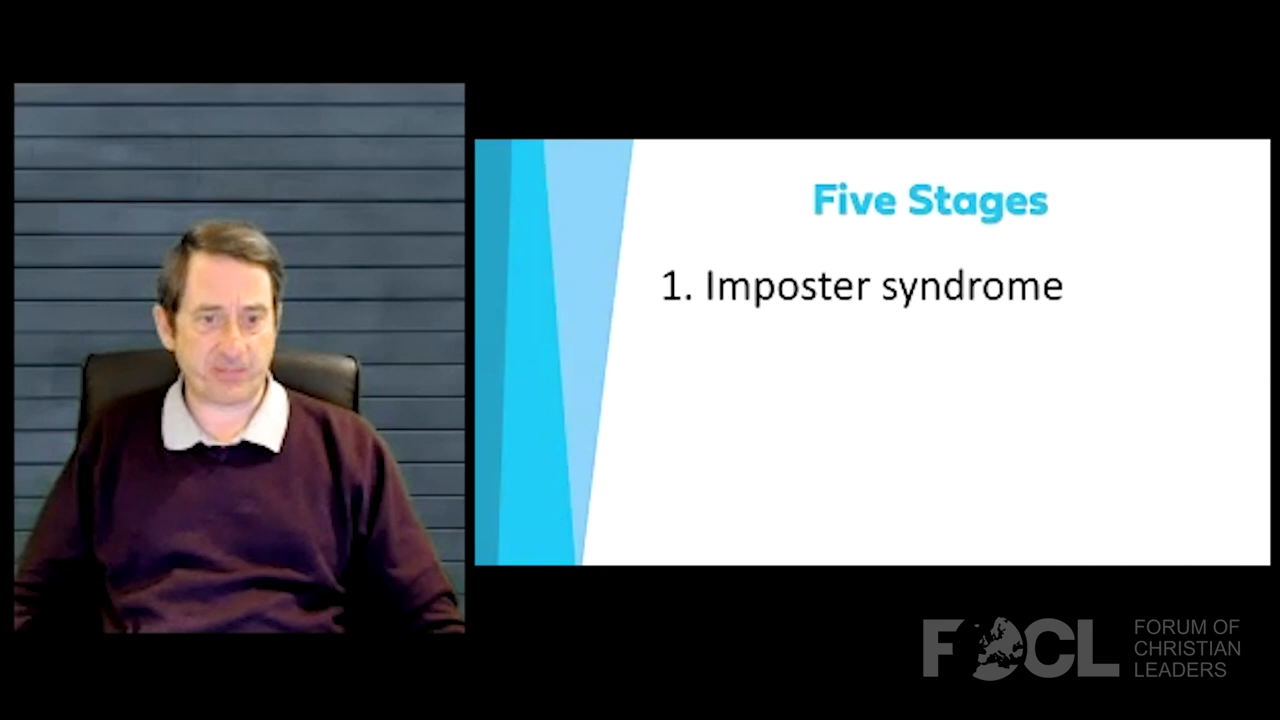 Five Stages
1. Imposter syndrome
FOCL
FORUM OF
CHRISTIAN
LEADERS